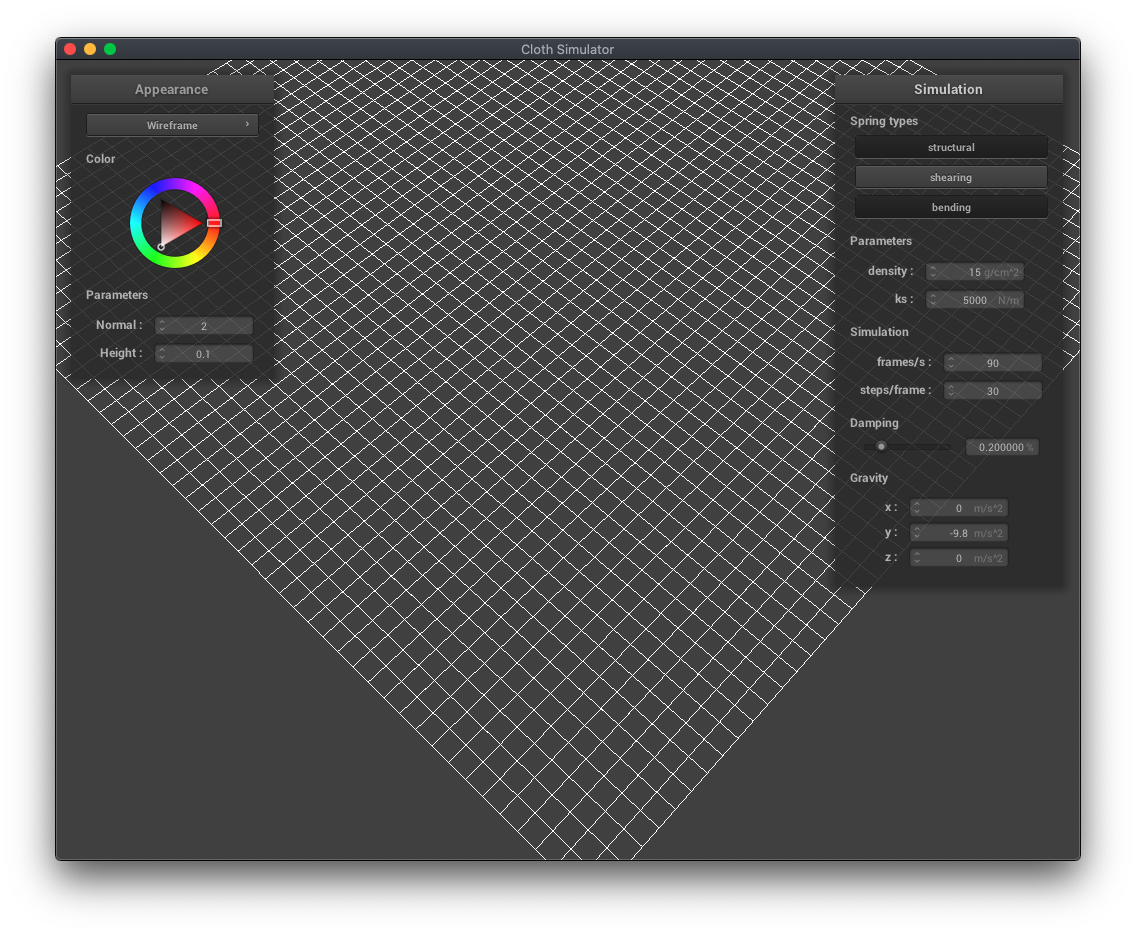 Cloth Simulator
Appearance
Wireframe ›
Color
Parameters
Normal : 2
Height : 0.1
Simulation
Spring types
structural
shearing
bending
Parameters
density : 15 g/cm^2
ks : 5000 N/m
Simulation
frames/s : 90
steps/frame : 30
Damping
0.200000 %
Gravity
x : 0 m/s^2
y : -9.8 m/s^2
z : 0 m/s^2